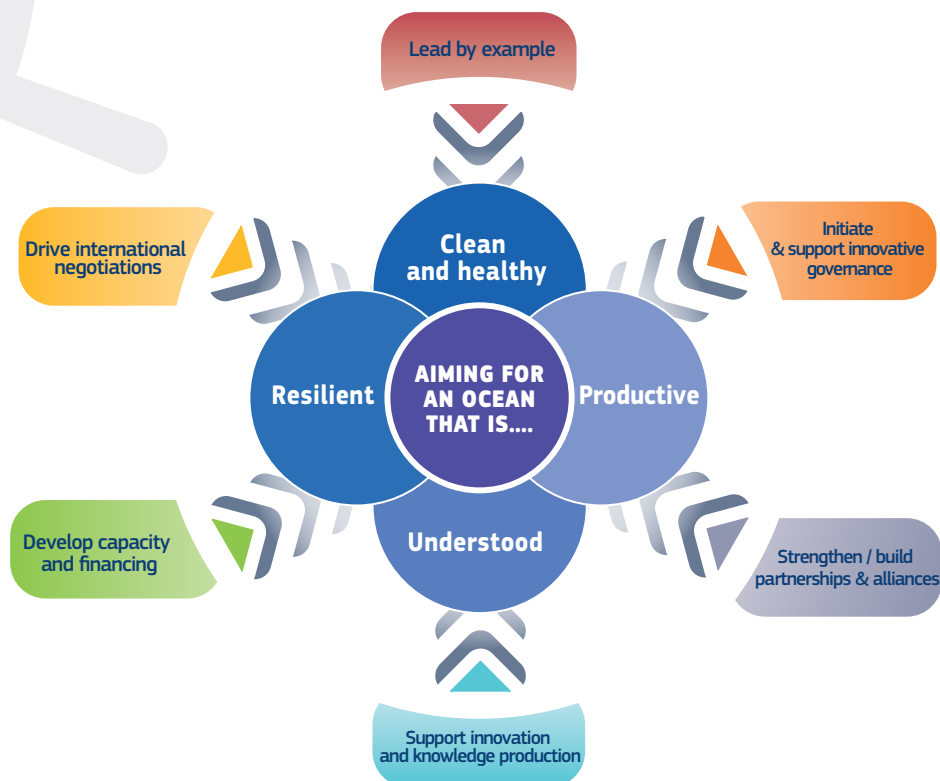 Lead by example
Drive international
negotiations
Initiate
& support innovative
governance
Clean
and healthy
Resilient
AIMING FOR
AN OCEAN
THAT IS....
Productive
Understood
Develop capacity
and financing
Strengthen / build
partnerships & alliances
Support innovation
and knowledge production